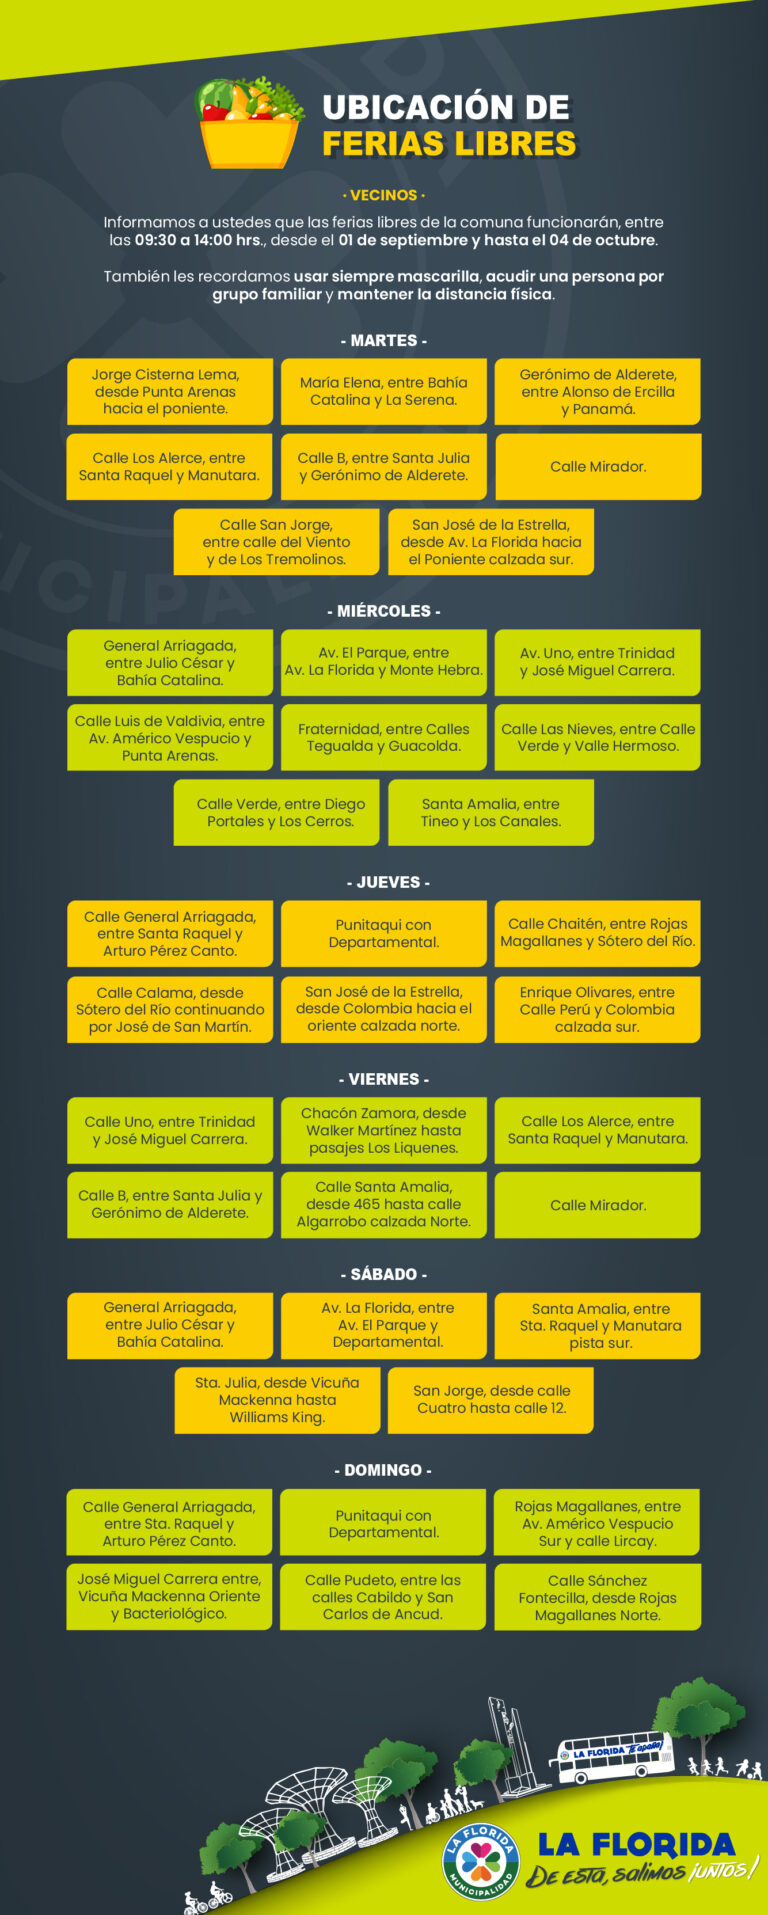 UBICACIÓN DE
FERIAS LIBRES
· VECINOS ·
Informamos a ustedes que las ferias libres de la comuna funcionarán, entre
las 09:30 a 14:00 hrs., desde el 01 de septiembre y hasta el 04 de octubre.
También les recordamos usar siempre mascarilla, acudir una persona por
grupo familiar y mantener la distancia física.
- MARTES -
Jorge Cisterna Lema,
desde Punta Arenas
hacia el poniente.
María Elena, entre Bahía
Catalina y La Serena.
Gerónimo de Alderete,
entre Alonso de Ercilla
y Panamá.
Calle Los Alerce, entre
Santa Raquel y Manutara.
Calle B, entre Santa Julia
y Gerónimo de Alderete.
Calle Mirador.
Calle San Jorge,
entre calle del Viento
y de Los Tremolinos.
San José de la Estrella,
desde Av. La Florida hacia
el Poniente calzada sur.
- MIÉRCOLES -
General Arriagada,
entre Julio César y
Bahía Catalina.
Av. El Parque, entre
Av. La Florida y Monte Hebra.
Av. Uno, entre Trinidad
y José Miguel Carrera.
Calle Luis de Valdivia, entre
Av. Américo Vespucio y
Punta Arenas.
Fraternidad, entre Calles
Tegualda y Guacolda.
Calle Las Nieves, entre Calle
Verde y Valle Hermoso.
Calle Verde, entre Diego
Portales y Los Cerros.
Santa Amalia, entre
Tineo y Los Canales.
- JUEVES -
Calle General Arriagada,
entre Santa Raquel y
Arturo Pérez Canto.
Punitaqui con
Departamental.
Calle Chaitén, entre Rojas
Magallanes y Sótero del Río.
Calle Calama, desde
Sótero del Río continuando
por José de San Martín.
San José de la Estrella,
desde Colombia hacia el
oriente calzada norte.
Enrique Olivares, entre
Calle Perú y Colombia
calzada sur.
- VIERNES -
Calle Uno, entre Trinidad
y José Miguel Carrera.
Chacón Zamora, desde
Walker Martínez hasta
pasajes Los Liquenes.
Calle Los Alerce, entre
Santa Raquel y Manutara.
Calle B, entre Santa Julia y
Gerónimo de Alderete.
Calle Santa Amalia,
desde 465 hasta calle
Algarrobo calzada Norte.
Calle Mirador.
- SÁBADO -
General Arriagada,
entre Julio César y
Bahía Catalina.
Av. La Florida, entre
Av. El Parque y
Departamental.
Santa Amalia, entre
Sta. Raquel y Manutara
pista sur.
Sta. Julia, desde Vicuña
Mackenna hasta
Williams King.
San Jorge, desde calle
Cuatro hasta calle 12.
- DOMINGO -
Calle General Arriagada,
entre Sta. Raquel y
Arturo Pérez Canto.
Punitaqui con
Departamental.
Rojas Magallanes, entre
Av. Américo Vespucio
Sur y calle Lircay.
José Miguel Carrera entre,
Vicuña Mackenna Oriente
y Bacteriológico.
Calle Pudeto, entre las
calles Cabildo y San
Carlos de Ancud.
Calle Sánchez
Fontecilla, desde Rojas
Magallanes Norte.
LA FLORIDA Te apaña!
LA FLORIDA
MUNICIPALIDAD
LA FLORIDA
De esta, salimos juntos!